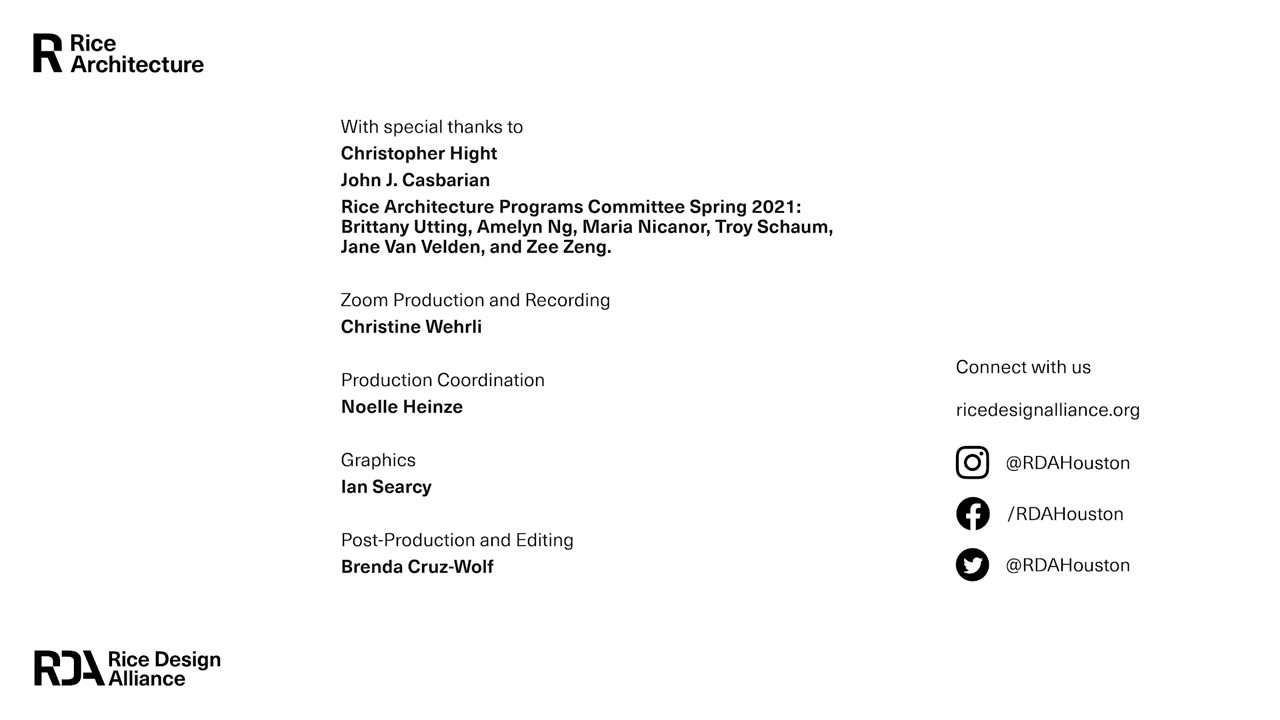 R Rice
Architecture
With special thanks to
Christopher Hight
John J. Casbarian
Rice Architecture Programs Committee Spring 2021:
Brittany Utting, Amelyn Ng, Maria Nicanor, Troy Schaum,
Jane Van Velden, and Zee Zeng.
Zoom Production and Recording
Christine Wehrli
Production Coordination
Noelle Heinze
Graphics
Ian Searcy
Post-Production and Editing
Brenda Cruz-Wolf
Connect with us
ricedesignalliance.org
@RDAHouston
/RDAHouston
@RDAHouston
RDA Rice Design
Alliance